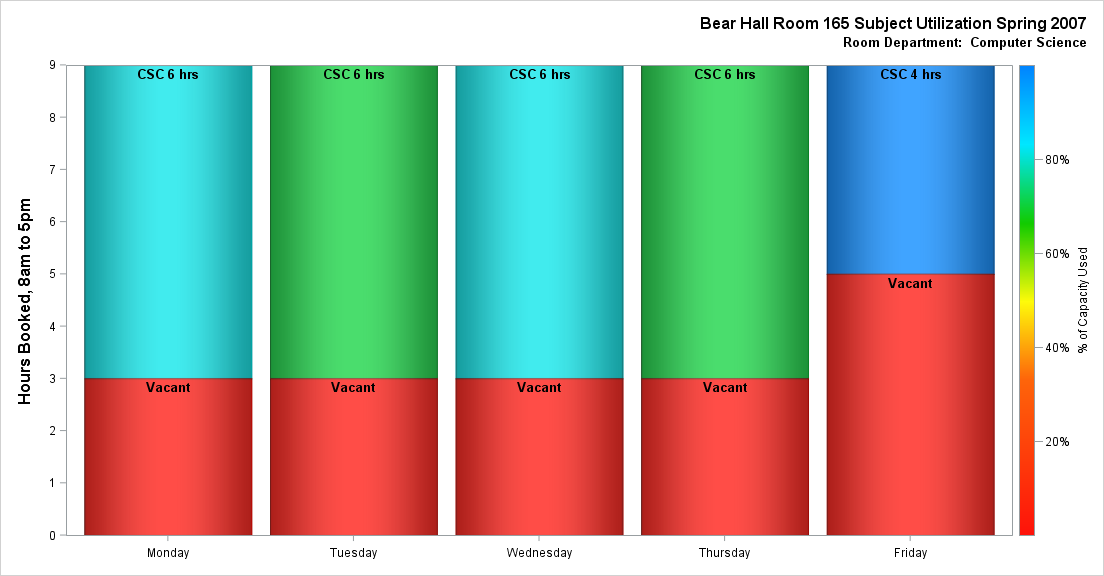 Bear Hall Room 165 Subject Utilization Spring 2007
Room Department:  Computer Science
Hours Booked, 8am to 5pm
9
8
7
6
5
4
3
2
1
0
CSC 6 hrs
CSC 6 hrs
CSC 6 hrs
CSC 6 hrs
CSC 4 hrs
Vacant
Vacant
Vacant
Vacant
Vacant
Monday
Tuesday
Wednesday
Thursday
Friday
80%
60%
40%
20%
% of Capacity Used